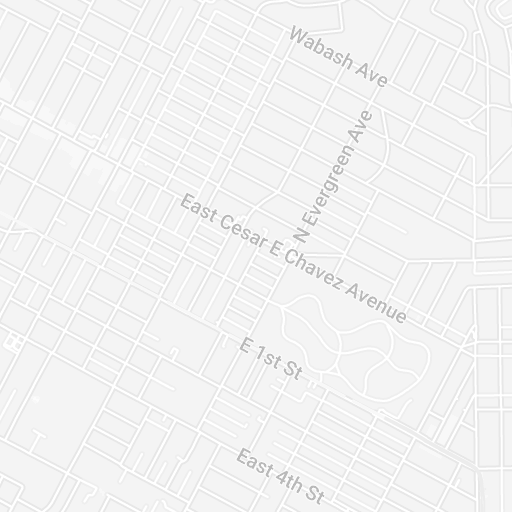 Wabash Ave
N Evergreen Ave
East Cesar E Chavez Avenue
E 1st St
East 4th St